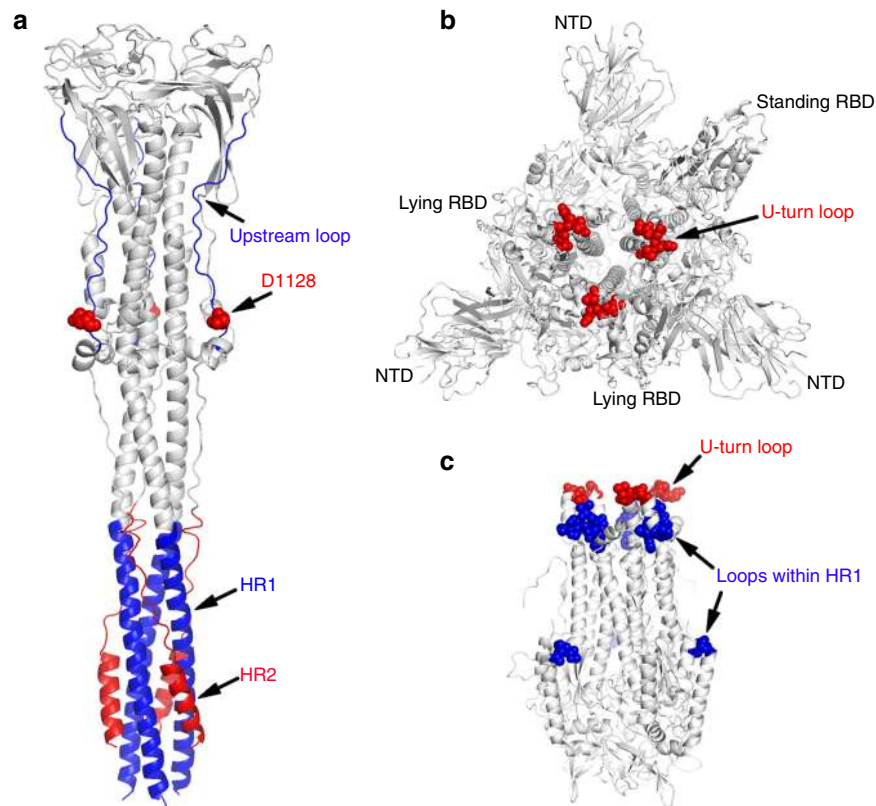 a
Upstream loop
D1128
HR1
HR2
b
NTD
Standing RBD
Lying RBD
U-turn loop
NTD
Lying RBD
NTD
c
U-turn loop
Loops within HR1